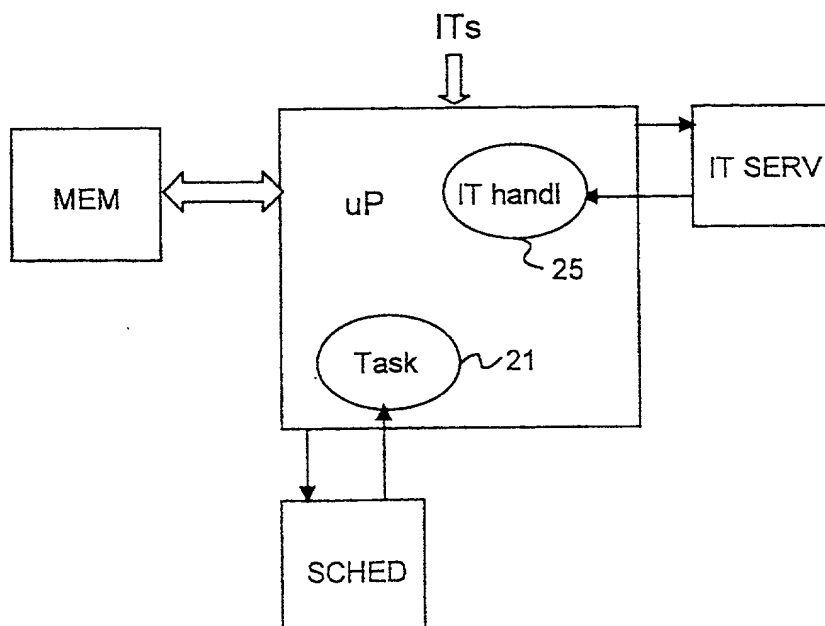 ITs
MEM
uP
IT handl
IT SERV
25
Task
21
SCHED